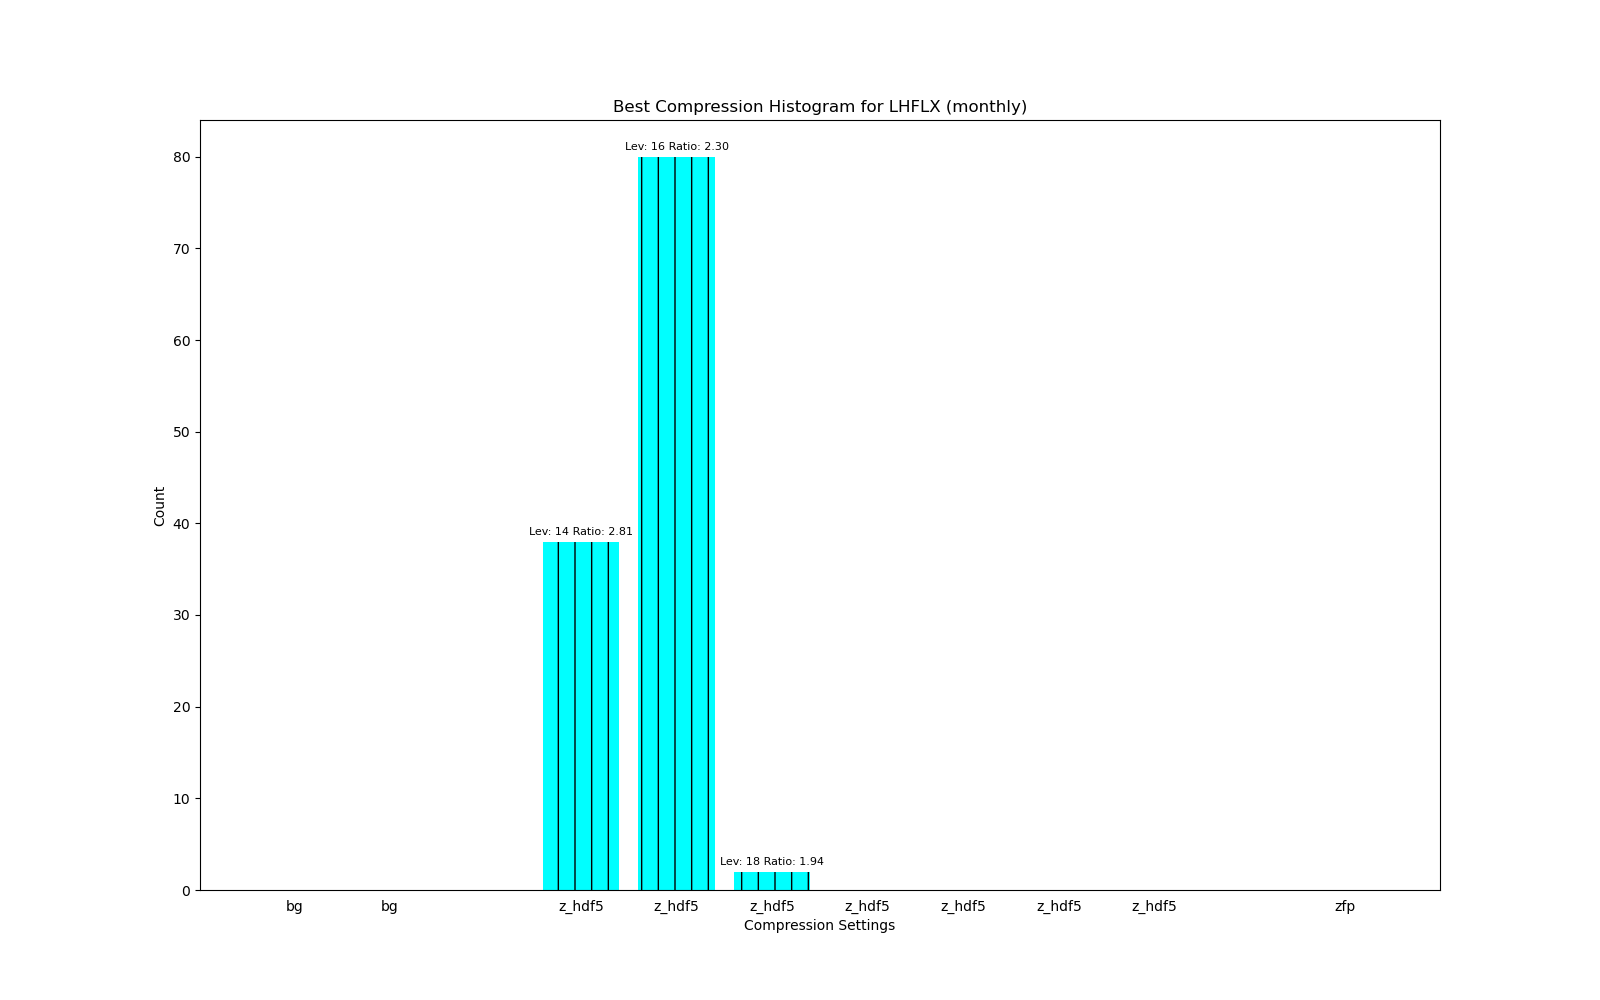 Best Compression Histogram for LHFLX (monthly)
Lev: 16 Ratio: 2.30
Lev: 14 Ratio: 2.81
Lev: 18 Ratio: 1.94
80
70
60
50
40
30
20
10
0
Count
bg bg z_hdf5 z_hdf5 z_hdf5 z_hdf5 z_hdf5 z_hdf5 z_hdf5 zfp
Compression Settings